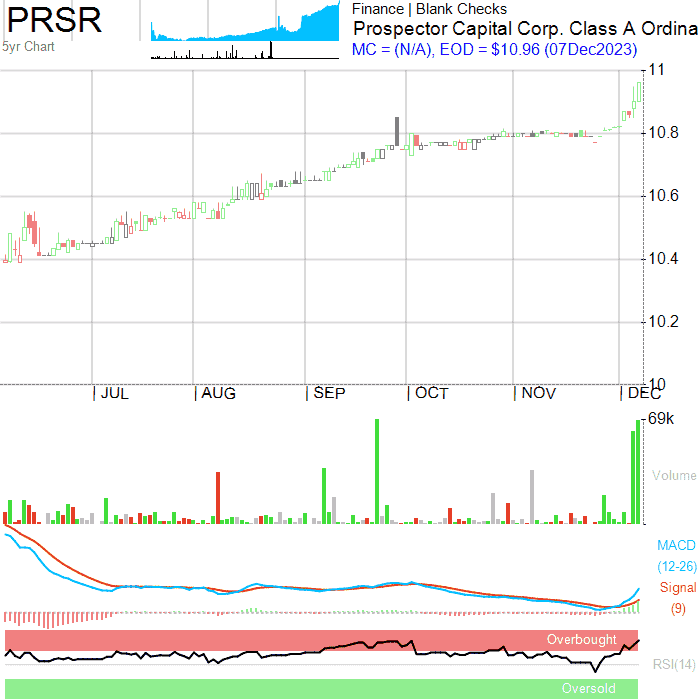 PRSR
5yr Chart
Finance | Blank Checks
Prospector Capital Corp. Class A Ordina
MC = (N/A), EOD = $10.96 (07Dec2023)
11
10.8
10.6
10.4
10.2
10
JUL
AUG
SEP
OCT
NOV
DEC
69k
Volume
MACD
(12-26)
Signal
(9)
Overbought
RSI(14)
Oversold